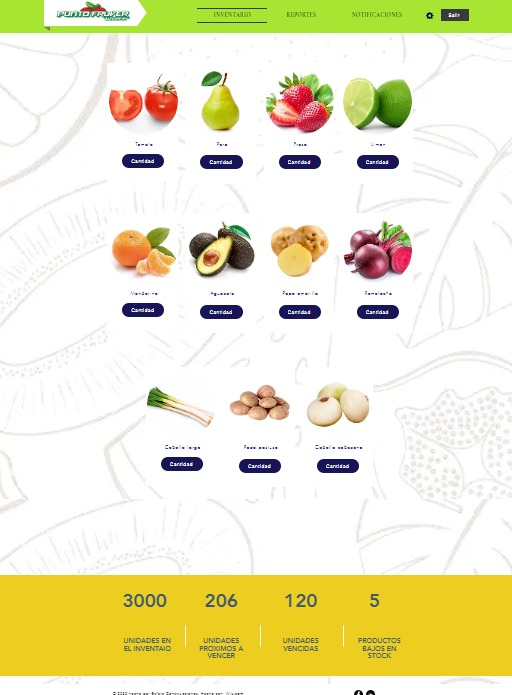 PUNTO FRUVER
INVENTARIO
REPORTES
NOTIFICACIONES
Salir
Tomate
Pera
Fresa
Limon
Cantidad
Cantidad
Cantidad
Cantidad
Mandarina
Aguacate
Papa amarilla
Remolacha
Cantidad
Cantidad
Cantidad
Cantidad
Cebolla larga
Papa pastusa
Cebolla cabezona
Cantidad
Cantidad
Cantidad
3000
206
120
5
UNIDADES EN
EL INVENTAIO
UNIDADES
PROXIMOS A
VENCER
UNIDADES
VENCIDAS
PRODUCTOS
BAJOS EN
STOCK